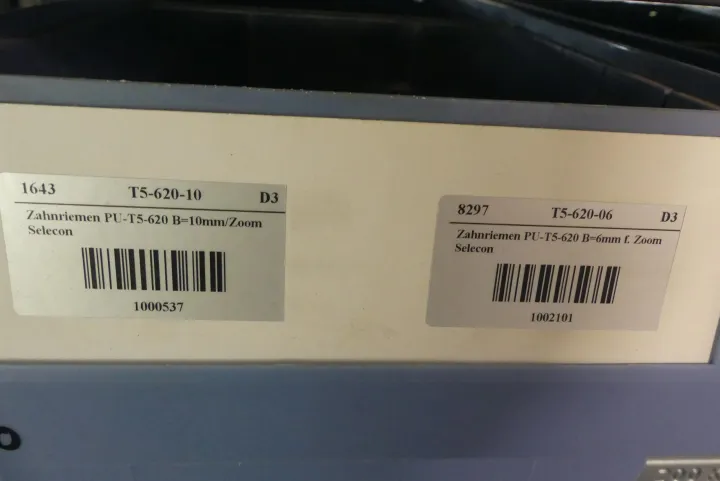 1643 T5-620-10 D3
Zahnriemen PU-T5-620 B=10mm/Zoom
Selecon
1000537
8297 T5-620-06 D3
Zahnriemen PU-T5-620 B=6mm f. Zoom
Selecon
1002101